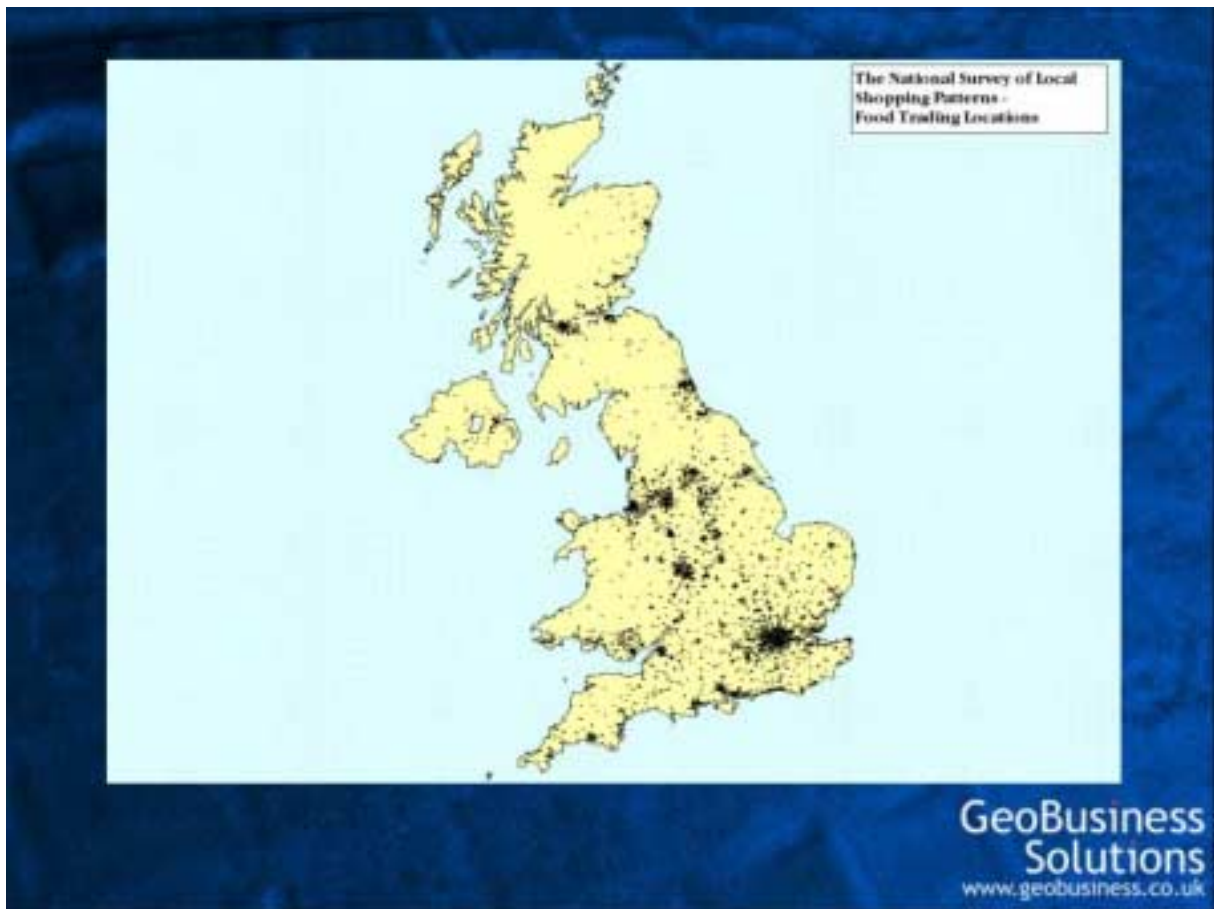 The National Survey of Local
Shopping Patterns -
Food Trading Locations
GeoBusiness
Solutions
www.geobusiness.co.uk